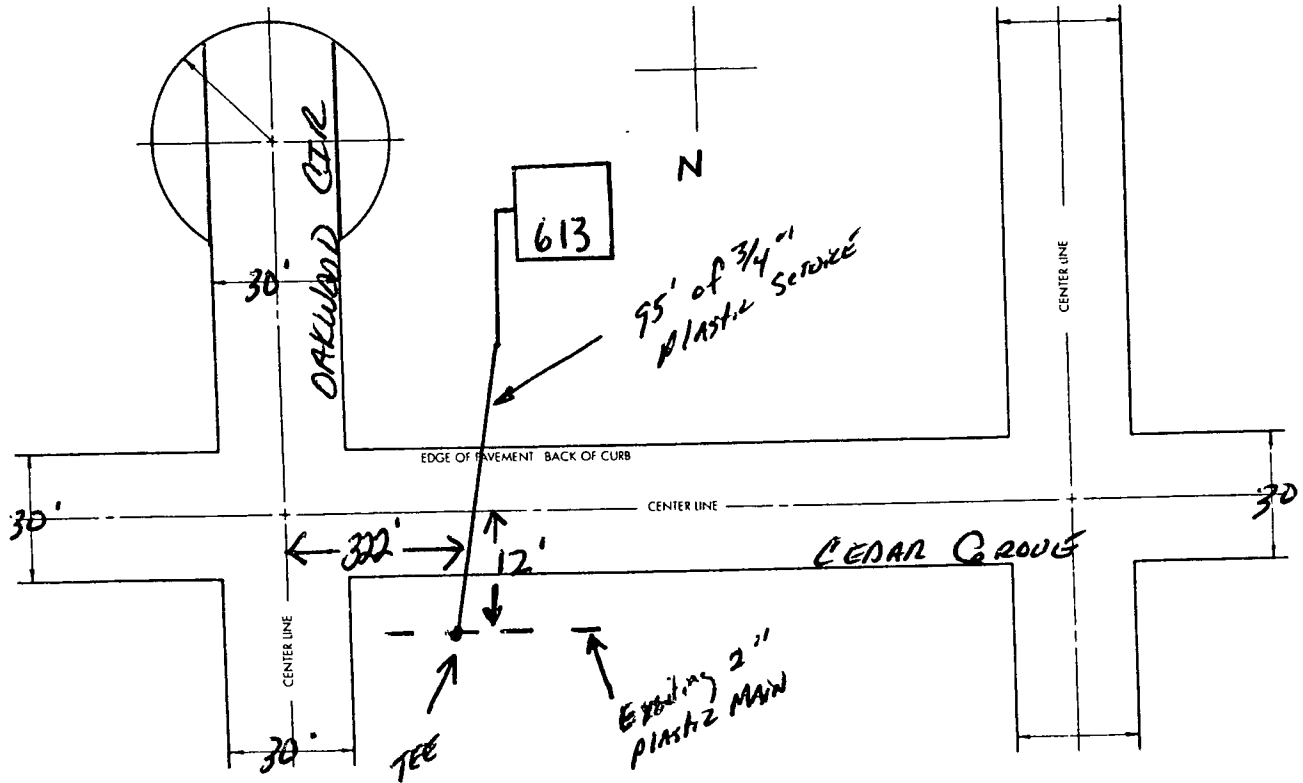 OAKWOOD CIR
30'
N
613
95' of 3/4"
plastic service
CENTER LINE
EDGE OF PAVEMENT BACK OF CURB
30'
CENTER LINE
30
322'
12'
CEDAR GROVE
CENTER LINE
30'
TEE
Existing 2"
plastic MAIN